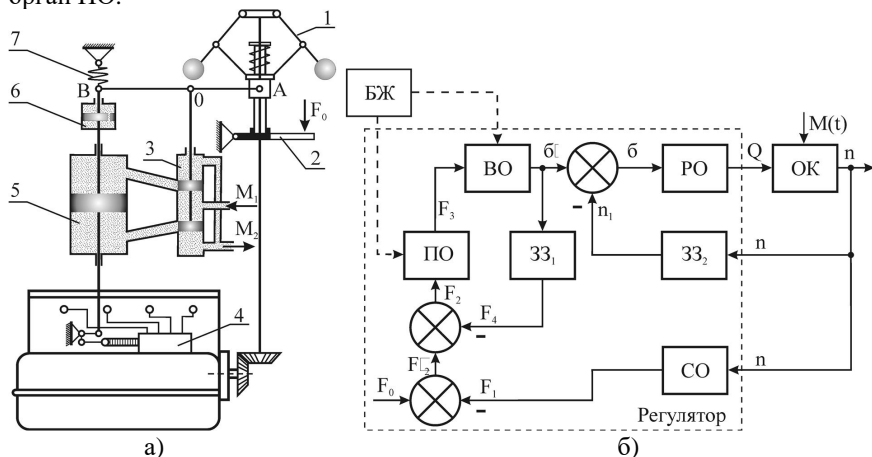 орган ПО.
1
7
В
0
А
F₀
6
2
3
M₁
5
M₂
4
а)
БЖ
M(t)
ВО
б
б
РО
Q
ОК
n
F₃
n₁
ПО
ЗЗ₁
ЗЗ₂
n
F₂
F₄
F₂
F₀
F₁
СО
n
Регулятор
б)